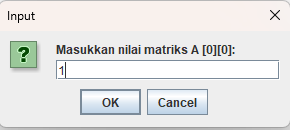 Input
Masukkan nilai matriks A [0][0]:
1
OK
Cancel